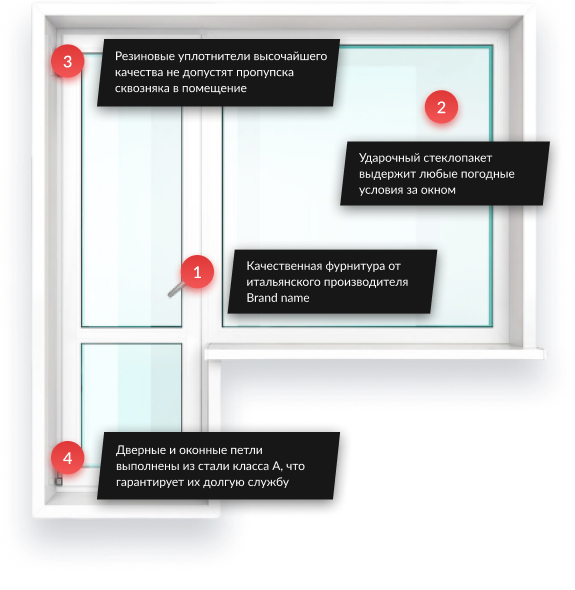 3
Резиновые уплотнители высочайшего
качества не допустят пропупска
сквозняка в помещение
2
Ударочный стеклопакет
выдержит любые погодные
условия за окном
1
Качественная фурнитура от
итальянского производителя
Brand name
4
Дверные и оконные петли
выполнены из стали класса А, что
гарантирует их долгую службу